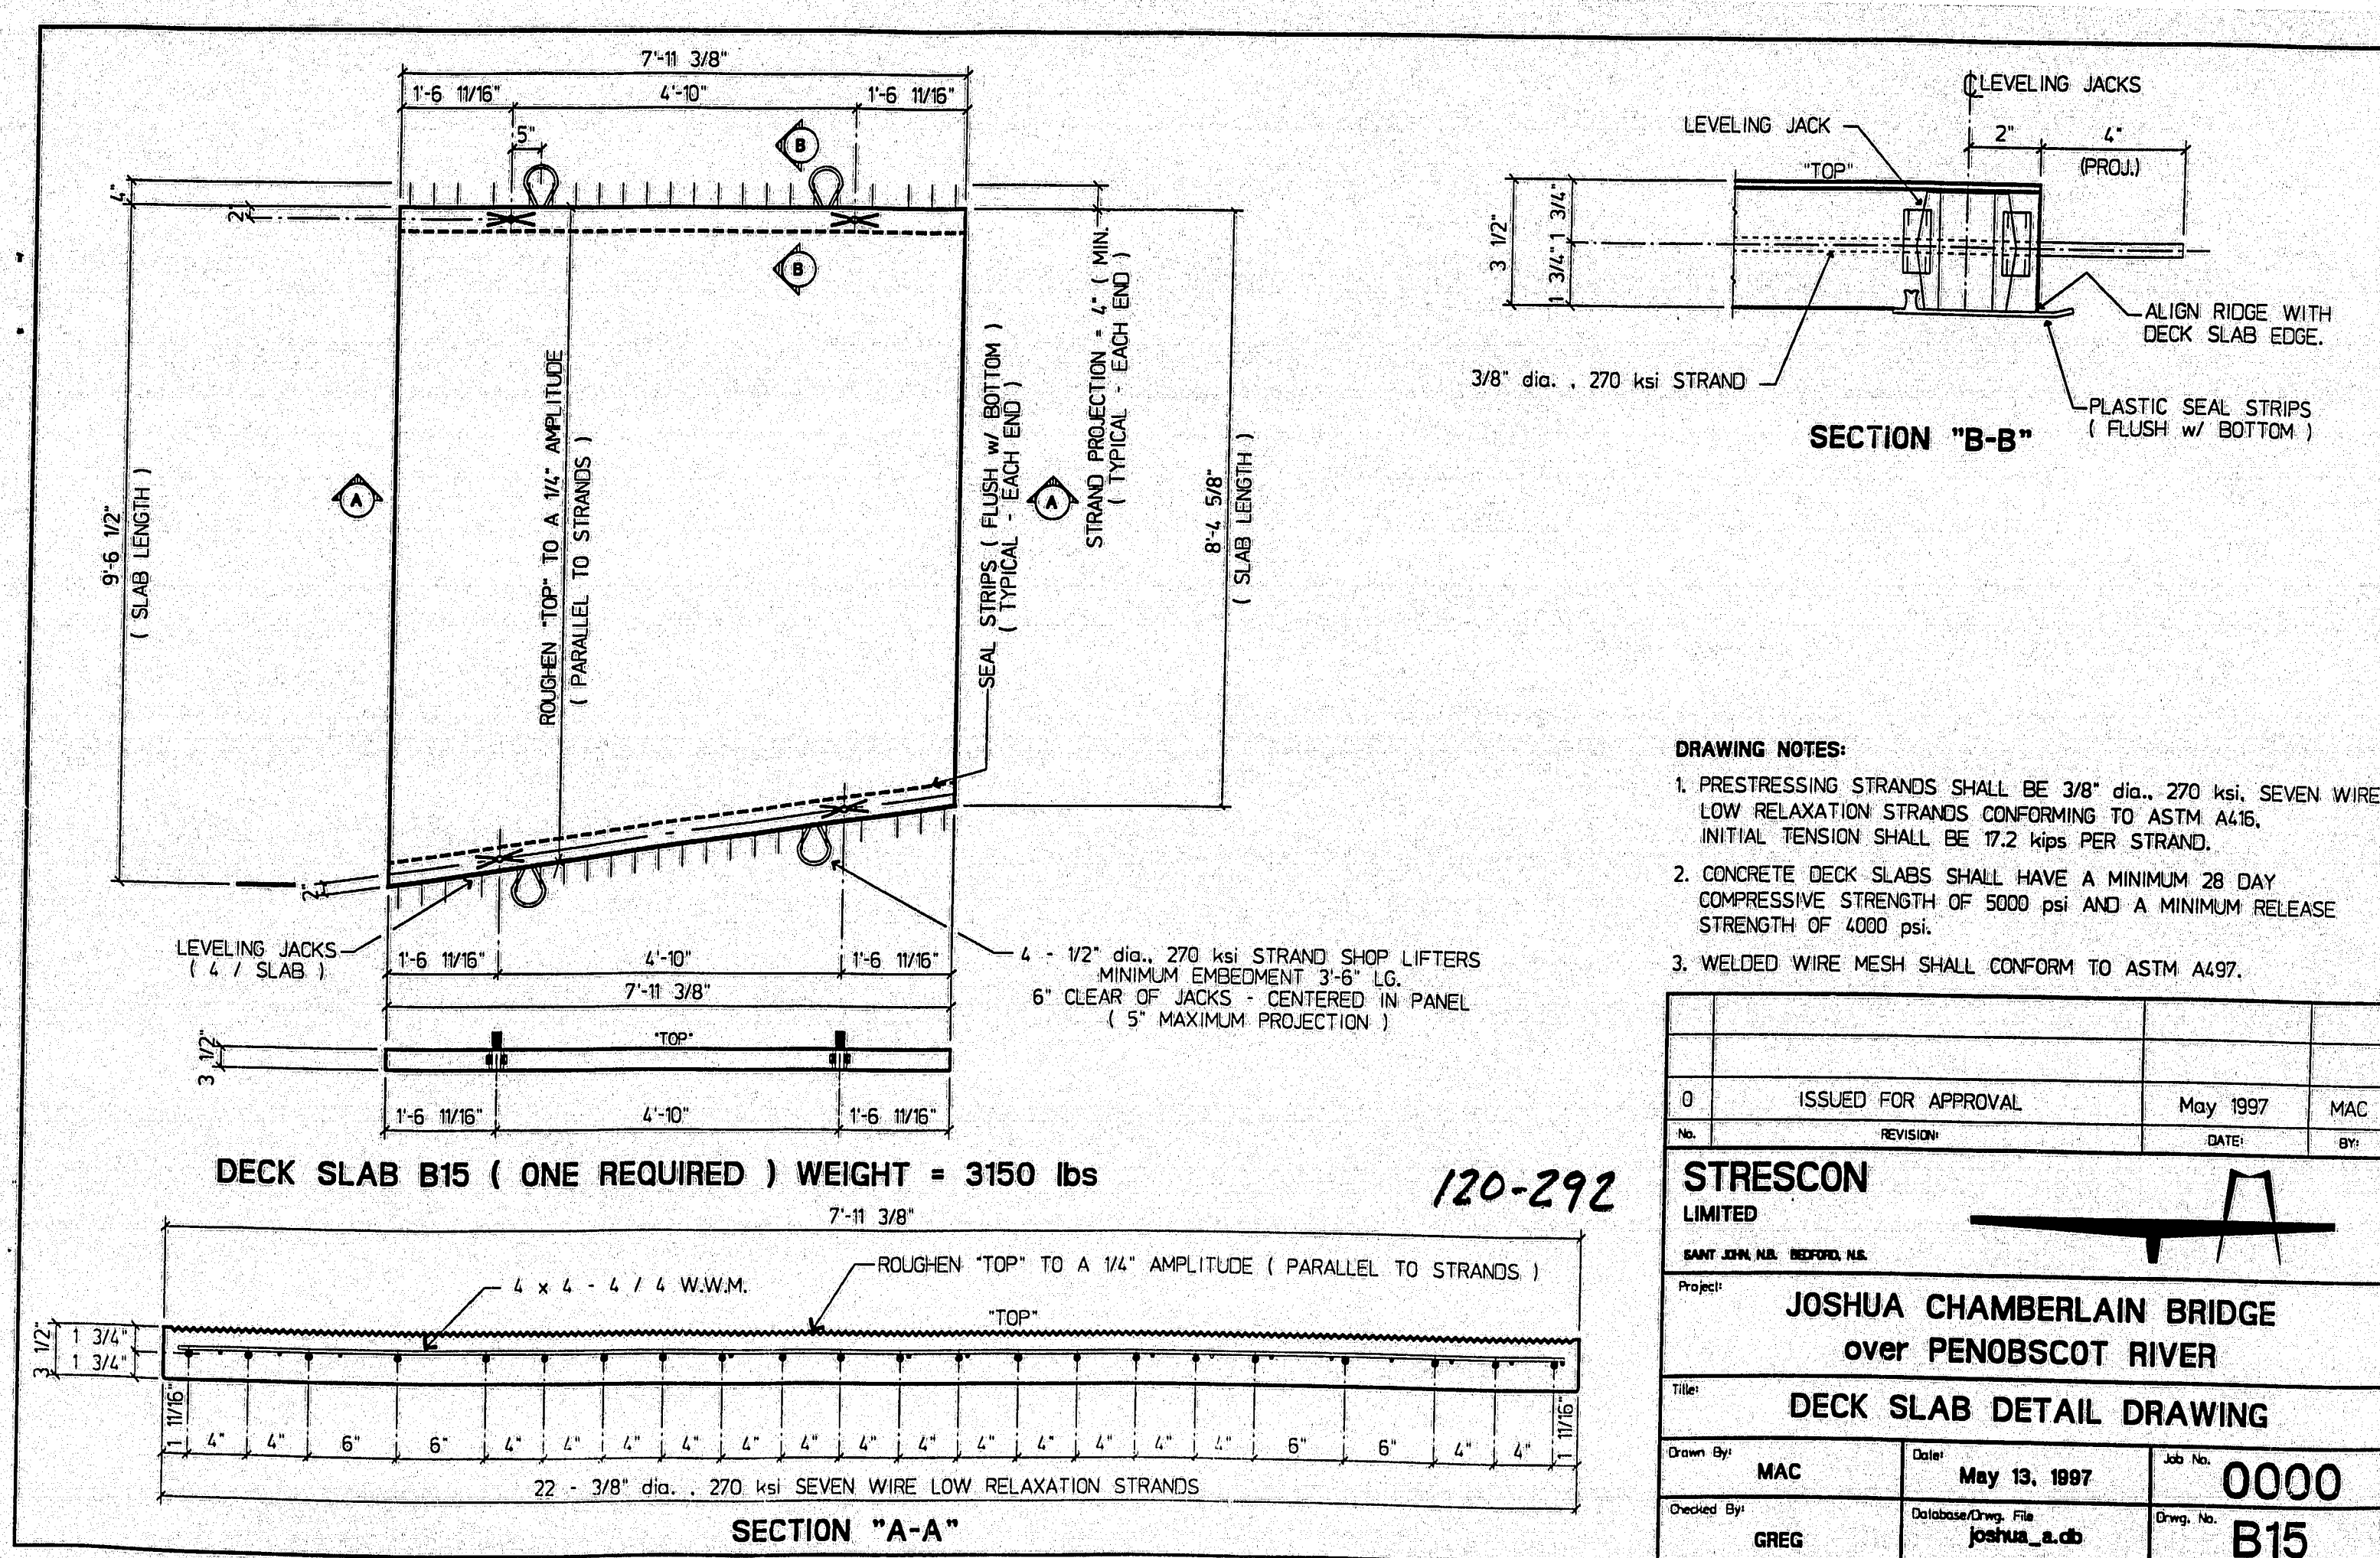 7'-11 3/8"
1'-6 11/16" 4'-10" 1'-6 11/16"
5"
B
4"
2"
B
9'-6 1/2"
( SLAB LENGTH )
A
ROUGHEN "TOP" TO A 1/4" AMPLITUDE
( PARALLEL TO STRANDS )
SEAL STRIPS ( FLUSH w/ BOTTOM )
( TYPICAL - EACH END )
A
STRAND PROJECTION = 4" ( MIN. )
( TYPICAL - EACH END )
8'-4 5/8"
( SLAB LENGTH )
2"
LEVELING JACKS
( 4 / SLAB )
1'-6 11/16" 4'-10" 1'-6 11/16"
7'-11 3/8"
4 - 1/2" dia., 270 ksi STRAND SHOP LIFTERS
MINIMUM EMBEDMENT 3'-6" LG.
6" CLEAR OF JACKS - CENTERED IN PANEL
( 5" MAXIMUM PROJECTION )
3 1/2"
"TOP"
1'-6 11/16" 4'-10" 1'-6 11/16"
DECK SLAB B15 ( ONE REQUIRED ) WEIGHT = 3150 lbs
120-292
7'-11 3/8"
ROUGHEN "TOP" TO A 1/4" AMPLITUDE ( PARALLEL TO STRANDS )
4 x 4 - 4 / 4 W.W.M.
"TOP"
3 1/2"
1 3/4"
1 3/4"
1 11/16" 4" 4" 6" 6" 4" 4" 4" 4" 4" 4" 4" 4" 4" 4" 4" 4" 4" 6" 6" 4" 4" 1 11/16"
22 - 3/8" dia. , 270 ksi SEVEN WIRE LOW RELAXATION STRANDS
SECTION "A-A"
CL LEVELING JACKS
LEVELING JACK
2" 4"
(PROJ.)
"TOP"
3 1/2"
1 3/4" 1 3/4"
ALIGN RIDGE WITH
DECK SLAB EDGE.
3/8" dia. , 270 ksi STRAND
PLASTIC SEAL STRIPS
( FLUSH w/ BOTTOM )
SECTION "B-B"
DRAWING NOTES:
1. PRESTRESSING STRANDS SHALL BE 3/8" dia., 270 ksi, SEVEN WIRE
LOW RELAXATION STRANDS CONFORMING TO ASTM A416,
INITIAL TENSION SHALL BE 17.2 kips PER STRAND.
2. CONCRETE DECK SLABS SHALL HAVE A MINIMUM 28 DAY
COMPRESSIVE STRENGTH OF 5000 psi AND A MINIMUM RELEASE
STRENGTH OF 4000 psi.
3. WELDED WIRE MESH SHALL CONFORM TO ASTM A497.
0 ISSUED FOR APPROVAL May 1997 MAC
No. REVISION: DATE: BY:
STRESCON
LIMITED
SAINT JOHN, N.B. BEDFORD, N.S.
Project:
JOSHUA CHAMBERLAIN BRIDGE
over PENOBSCOT RIVER
Title:
DECK SLAB DETAIL DRAWING
Drawn By: MAC
Date: May 13, 1997
Job No. 0000
Checked By: GREG
Database/Drwg. File joshua_a.db
Drwg. No. B15